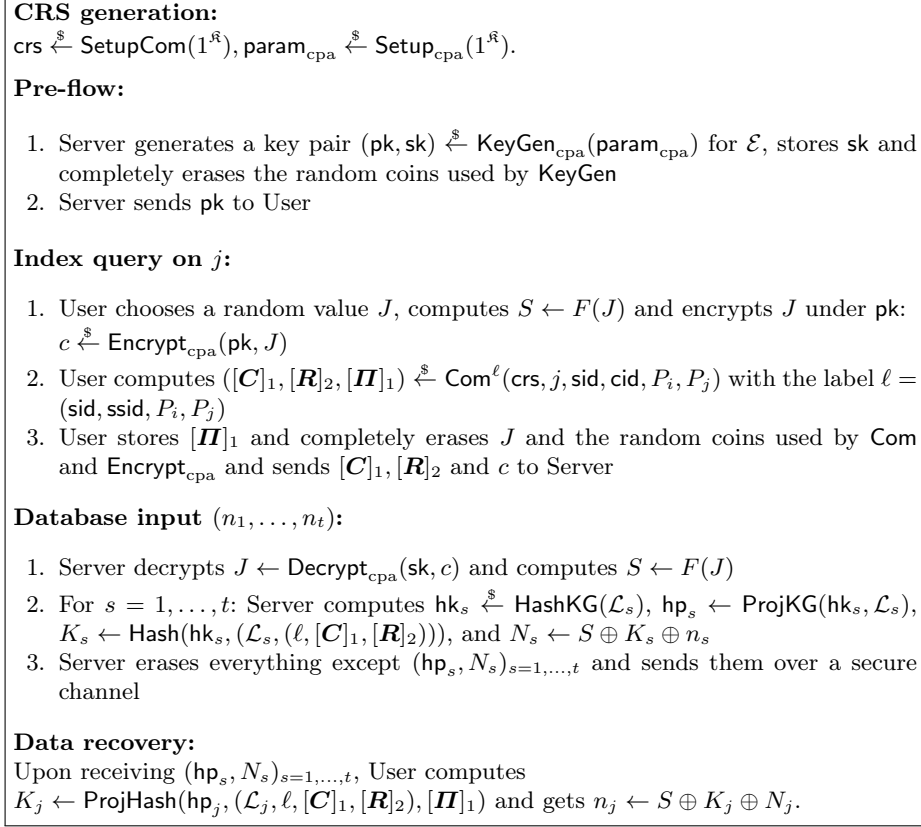 CRS generation:
crs $← SetupCom(1^𝔎), param_cpa $← Setup_cpa(1^𝔎).
Pre-flow:
1. Server generates a key pair (pk, sk) $← KeyGen_cpa(param_cpa) for ℰ, stores sk and
completely erases the random coins used by KeyGen
2. Server sends pk to User
Index query on j:
1. User chooses a random value J, computes S ← F(J) and encrypts J under pk:
c $← Encrypt_cpa(pk, J)
2. User computes ([C]_1, [R]_2, [Π]_1) $← Com^ℓ(crs, j, sid, cid, P_i, P_j) with the label ℓ =
(sid, ssid, P_i, P_j)
3. User stores [Π]_1 and completely erases J and the random coins used by Com
and Encrypt_cpa and sends [C]_1, [R]_2 and c to Server
Database input (n_1, . . . , n_t):
1. Server decrypts J ← Decrypt_cpa(sk, c) and computes S ← F(J)
2. For s = 1, . . . , t: Server computes hk_s $← HashKG(ℒ_s), hp_s ← ProjKG(hk_s, ℒ_s),
K_s ← Hash(hk_s, (ℒ_s, (ℓ, [C]_1, [R]_2))), and N_s ← S ⊕ K_s ⊕ n_s
3. Server erases everything except (hp_s, N_s)_{s=1,...,t} and sends them over a secure
channel
Data recovery:
Upon receiving (hp_s, N_s)_{s=1,...,t}, User computes
K_j ← ProjHash(hp_j, (ℒ_j, ℓ, [C]_1, [R]_2), [Π]_1) and gets n_j ← S ⊕ K_j ⊕ N_j.